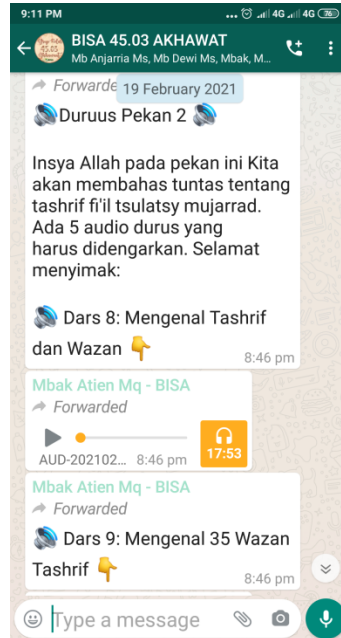 9:11 PM
... 4G 4G 76
BISA 45.03 AKHAWAT
Mb Anjarria Ms, Mb Dewi Ms, Mbak, M...
Forwarde
19 February 2021
Duruus Pekan 2
Insya Allah pada pekan ini Kita
akan membahas tuntas tentang
tashrif fi'il tsulatsy mujarrad.
Ada 5 audio durus yang
harus didengarkan. Selamat
menyimak:
Dars 8: Mengenal Tashrif
dan Wazan
8:46 pm
Mbak Atien Mq - BISA
Forwarded
17:53
AUD-202102... 8:46 pm
Mbak Atien Mq - BISA
Forwarded
Dars 9: Mengenal 35 Wazan
Tashrif
8:46 pm
Type a message